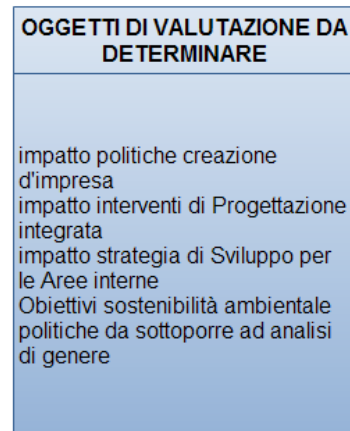 OGGETTI DI VALUTAZIONE DA
DETERMINARE
impatto politiche creazione
d'impresa
impatto interventi di Progettazione
integrata
impatto strategia di Sviluppo per
le Aree interne
Obiettivi sostenibilità ambientale
politiche da sottoporre ad analisi
di genere